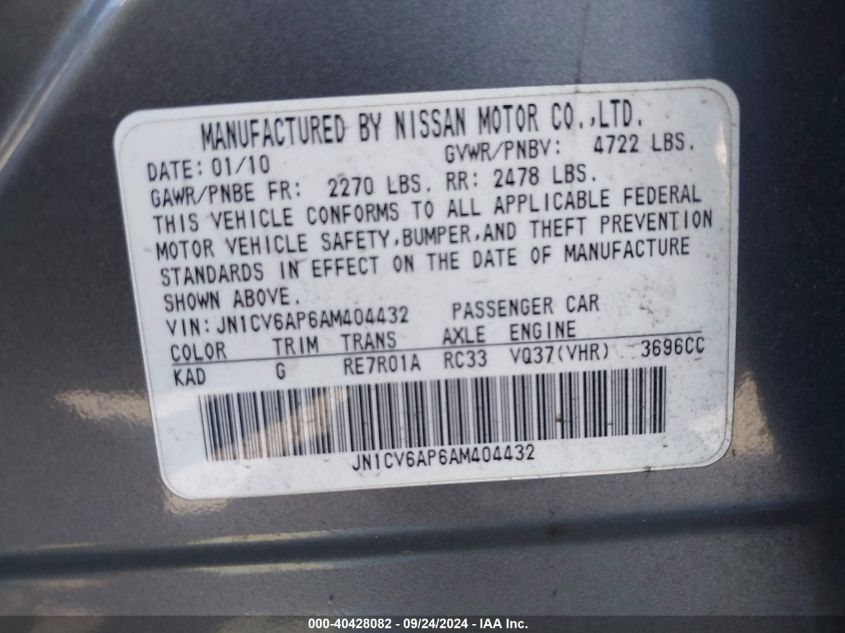 MANUFACTURED BY NISSAN MOTOR CO.,LTD.
DATE: 01/10 GVWR/PNBV: 4722 LBS.
GAWR/PNBE FR: 2270 LBS. RR: 2478 LBS.
THIS VEHICLE CONFORMS TO ALL APPLICABLE FEDERAL
MOTOR VEHICLE SAFETY,BUMPER,AND THEFT PREVENTION
STANDARDS IN EFFECT ON THE DATE OF MANUFACTURE
SHOWN ABOVE.
VIN: JN1CV6AP6AM404432 PASSENGER CAR
COLOR TRIM TRANS AXLE ENGINE
KAD G RE7R01A RC33 VQ37(VHR) 3696CC
JN1CV6AP6AM404432
000-40428082 - 09/24/2024 - IAA Inc.